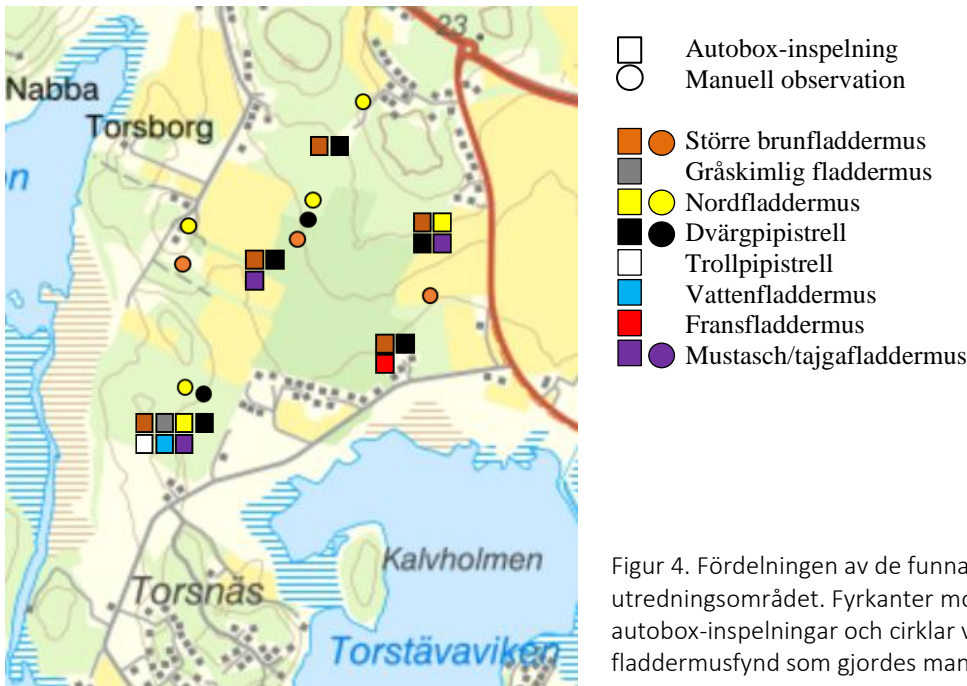 23
Nabba
Torsborg
n
Kalvholmen
Torsnäs
Torstävaviken
Autobox-inspelning
Manuell observation
Större brunfladdermus
Gråskimlig fladdermus
Nordfladdermus
Dvärgpipistrell
Trollpipistrell
Vattenfladdermus
Fransfladdermus
Mustasch/tajgafladdermus
Figur 4. Fördelningen av de funna
utredningsområdet. Fyrkanter mo
autobox-inspelningar och cirklar v
fladdermusfynd som gjordes man